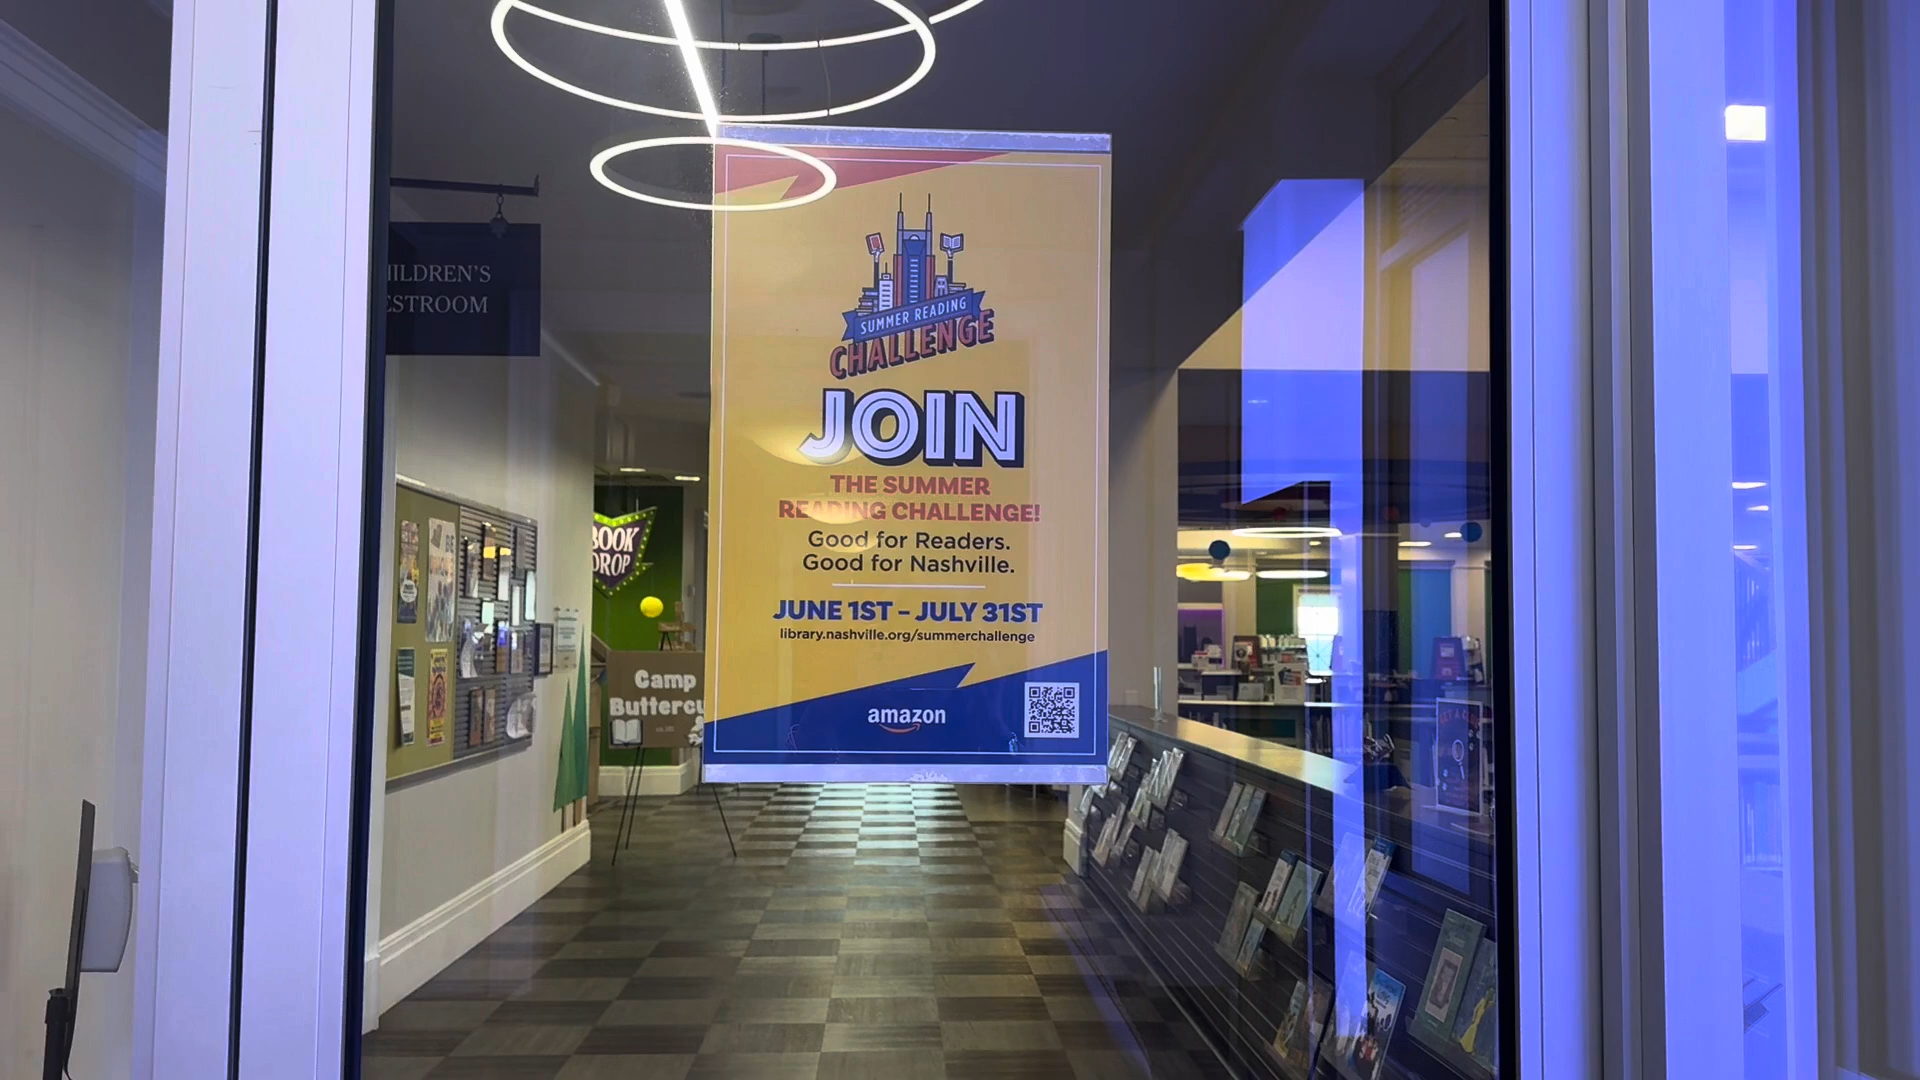 ILDREN'S
ESTROOM
SUMMER READING
CHALLENGE
JOIN
THE SUMMER
READING CHALLENGE!
Good for Readers.
Good for Nashville.
JUNE 1ST – JULY 31ST
library.nashville.org/summerchallenge
amazon
BOOK
DROP
Camp
Buttercu